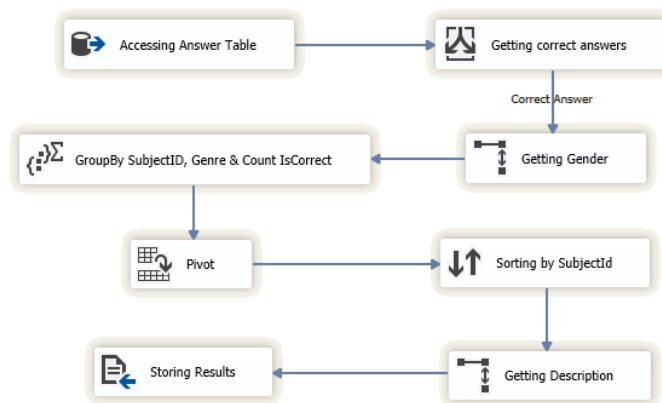 Accessing Answer Table
Getting correct answers
Correct Answer
GroupBy SubjectID, Genre & Count IsCorrect
Getting Gender
Pivot
Sorting by SubjectId
Storing Results
Getting Description